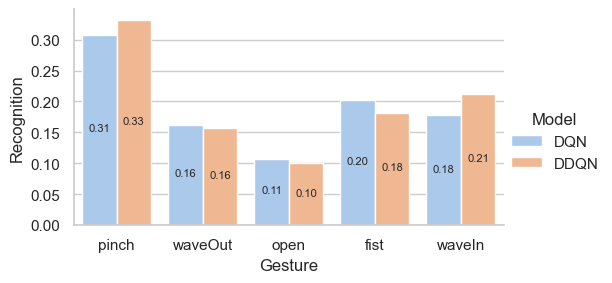 Recognition
0.30
0.25
0.20
0.15
0.10
0.05
0.00
0.31
0.33
0.16
0.16
0.11
0.10
0.20
0.18
0.18
0.21
pinch
waveOut
open
fist
waveIn
Gesture
Model
DQN
DDQN